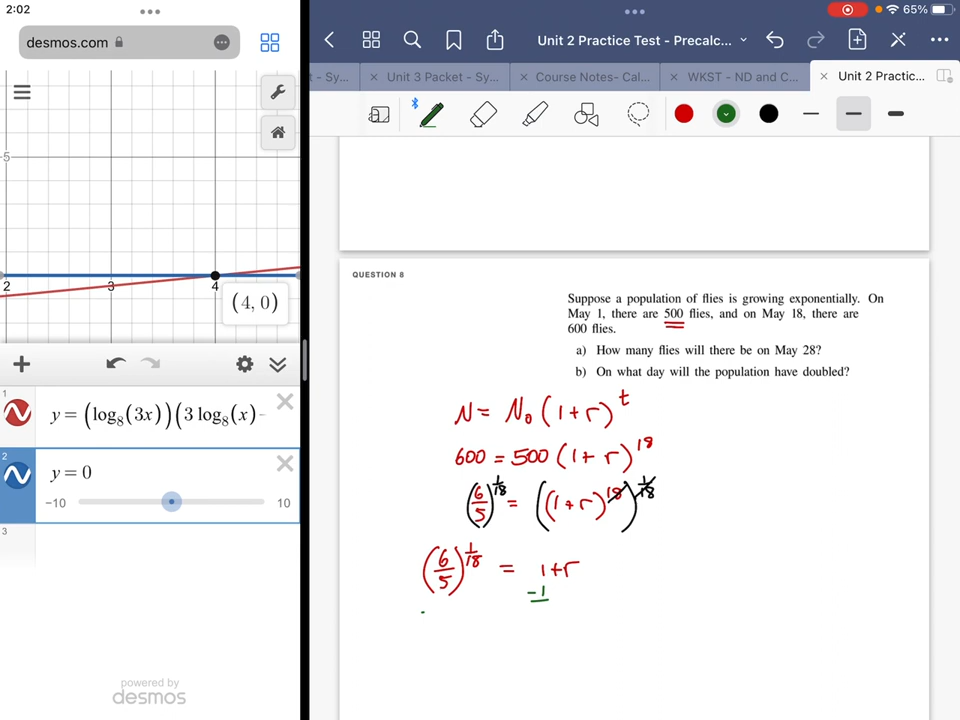 2:02
65%
desmos.com
Unit 2 Practice Test - Precalc...
t - Sy...
Unit 3 Packet - Sy...
Course Notes- Cal...
WKST - ND and C...
Unit 2 Practic...
5
2
3
4
(4, 0)
1
y = (log₈(3x))(3 log₈(x) -
2
y = 0
-10
10
3
powered by
desmos
QUESTION 8
Suppose a population of flies is growing exponentially. On
May 1, there are 500 flies, and on May 18, there are
600 flies.
a) How many flies will there be on May 28?
b) On what day will the population have doubled?
N = N₀ (1+r)^t
600 = 500 (1+r)^18
(6/5)^(1/18) = ((1+r)^18)^(1/18)
(6/5)^(1/18) = 1+r
-1